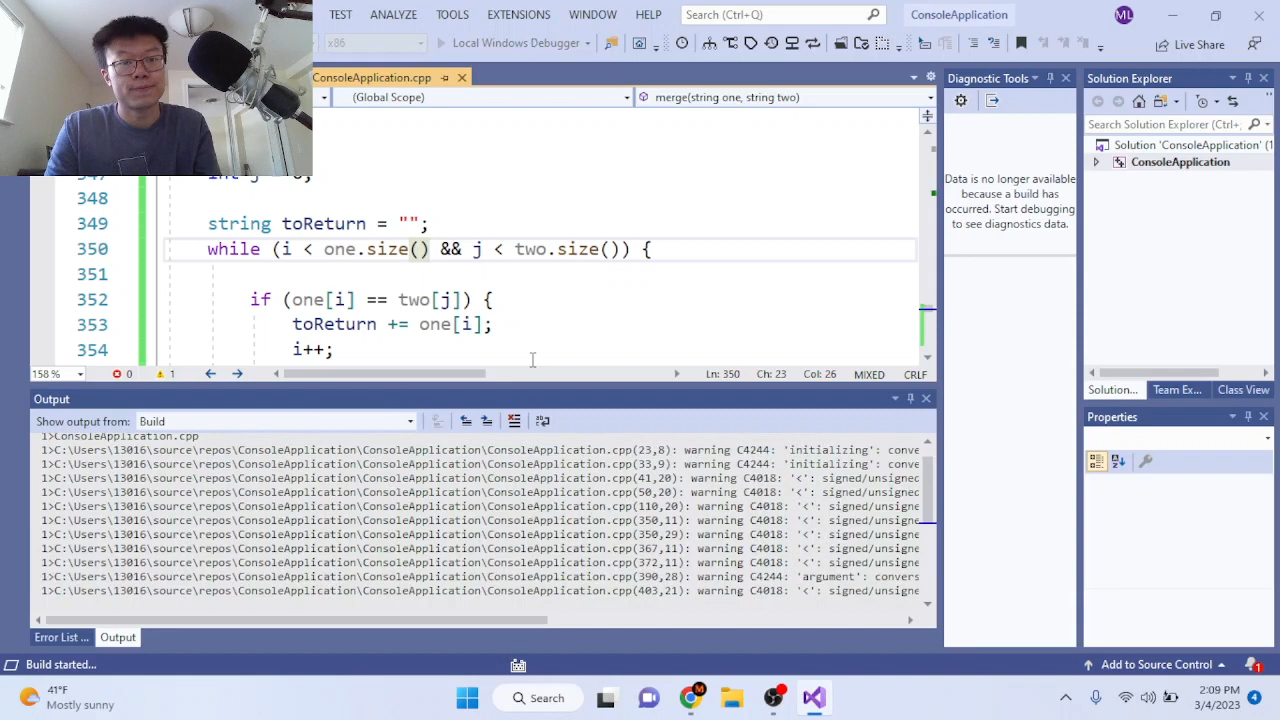 TEST ANALYZE TOOLS EXTENSIONS WINDOW HELP Search (Ctrl+Q) ConsoleApplication ML
x86 Local Windows Debugger Live Share
ConsoleApplication.cpp Diagnostic Tools Solution Explorer
(Global Scope) merge(string one, string two)
Search Solution Explorer (Ctrl+;
Solution 'ConsoleApplication' (1
ConsoleApplication
Data is no longer available
because a build has
occurred. Start debugging
to see diagnostics data.
348
349 string toReturn = "";
350 while (i < one.size() && j < two.size()) {
351
352 if (one[i] == two[j]) {
353 toReturn += one[i];
354 i++;
158 % 0 1 Ln: 350 Ch: 23 Col: 26 MIXED CRLF
Solution... Team Ex... Class View
Output
Properties
Show output from: Build
1>ConsoleApplication.cpp
1>C:\Users\13016\source\repos\ConsoleApplication\ConsoleApplication\ConsoleApplication.cpp(23,8): warning C4244: 'initializing': conve
1>C:\Users\13016\source\repos\ConsoleApplication\ConsoleApplication\ConsoleApplication.cpp(33,9): warning C4244: 'initializing': conve
1>C:\Users\13016\source\repos\ConsoleApplication\ConsoleApplication\ConsoleApplication.cpp(41,20): warning C4018: '<': signed/unsigned
1>C:\Users\13016\source\repos\ConsoleApplication\ConsoleApplication\ConsoleApplication.cpp(50,20): warning C4018: '<': signed/unsigned
1>C:\Users\13016\source\repos\ConsoleApplication\ConsoleApplication\ConsoleApplication.cpp(110,20): warning C4018: '<': signed/unsigne
1>C:\Users\13016\source\repos\ConsoleApplication\ConsoleApplication\ConsoleApplication.cpp(350,11): warning C4018: '<': signed/unsigne
1>C:\Users\13016\source\repos\ConsoleApplication\ConsoleApplication\ConsoleApplication.cpp(350,29): warning C4018: '<': signed/unsigne
1>C:\Users\13016\source\repos\ConsoleApplication\ConsoleApplication\ConsoleApplication.cpp(367,11): warning C4018: '<': signed/unsigne
1>C:\Users\13016\source\repos\ConsoleApplication\ConsoleApplication\ConsoleApplication.cpp(372,11): warning C4018: '<': signed/unsigne
1>C:\Users\13016\source\repos\ConsoleApplication\ConsoleApplication\ConsoleApplication.cpp(390,28): warning C4244: 'argument': convers
1>C:\Users\13016\source\repos\ConsoleApplication\ConsoleApplication\ConsoleApplication.cpp(403,21): warning C4018: '<': signed/unsigne
Error List ... Output
Build started... Add to Source Control 1
41°F
Mostly sunny
Search
M
2:09 PM
3/4/2023
4